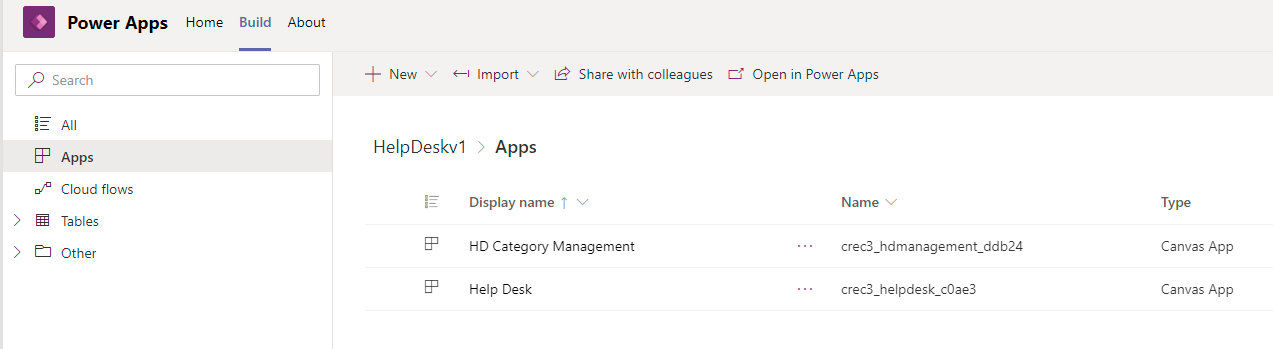 Power Apps Home Build About
Search
New Import Share with colleagues Open in Power Apps
All
Apps
Cloud flows
Tables
Other
HelpDeskv1 > Apps
Display name ↑ Name Type
HD Category Management ... crec3_hdmanagement_ddb24 Canvas App
Help Desk ... crec3_helpdesk_c0ae3 Canvas App